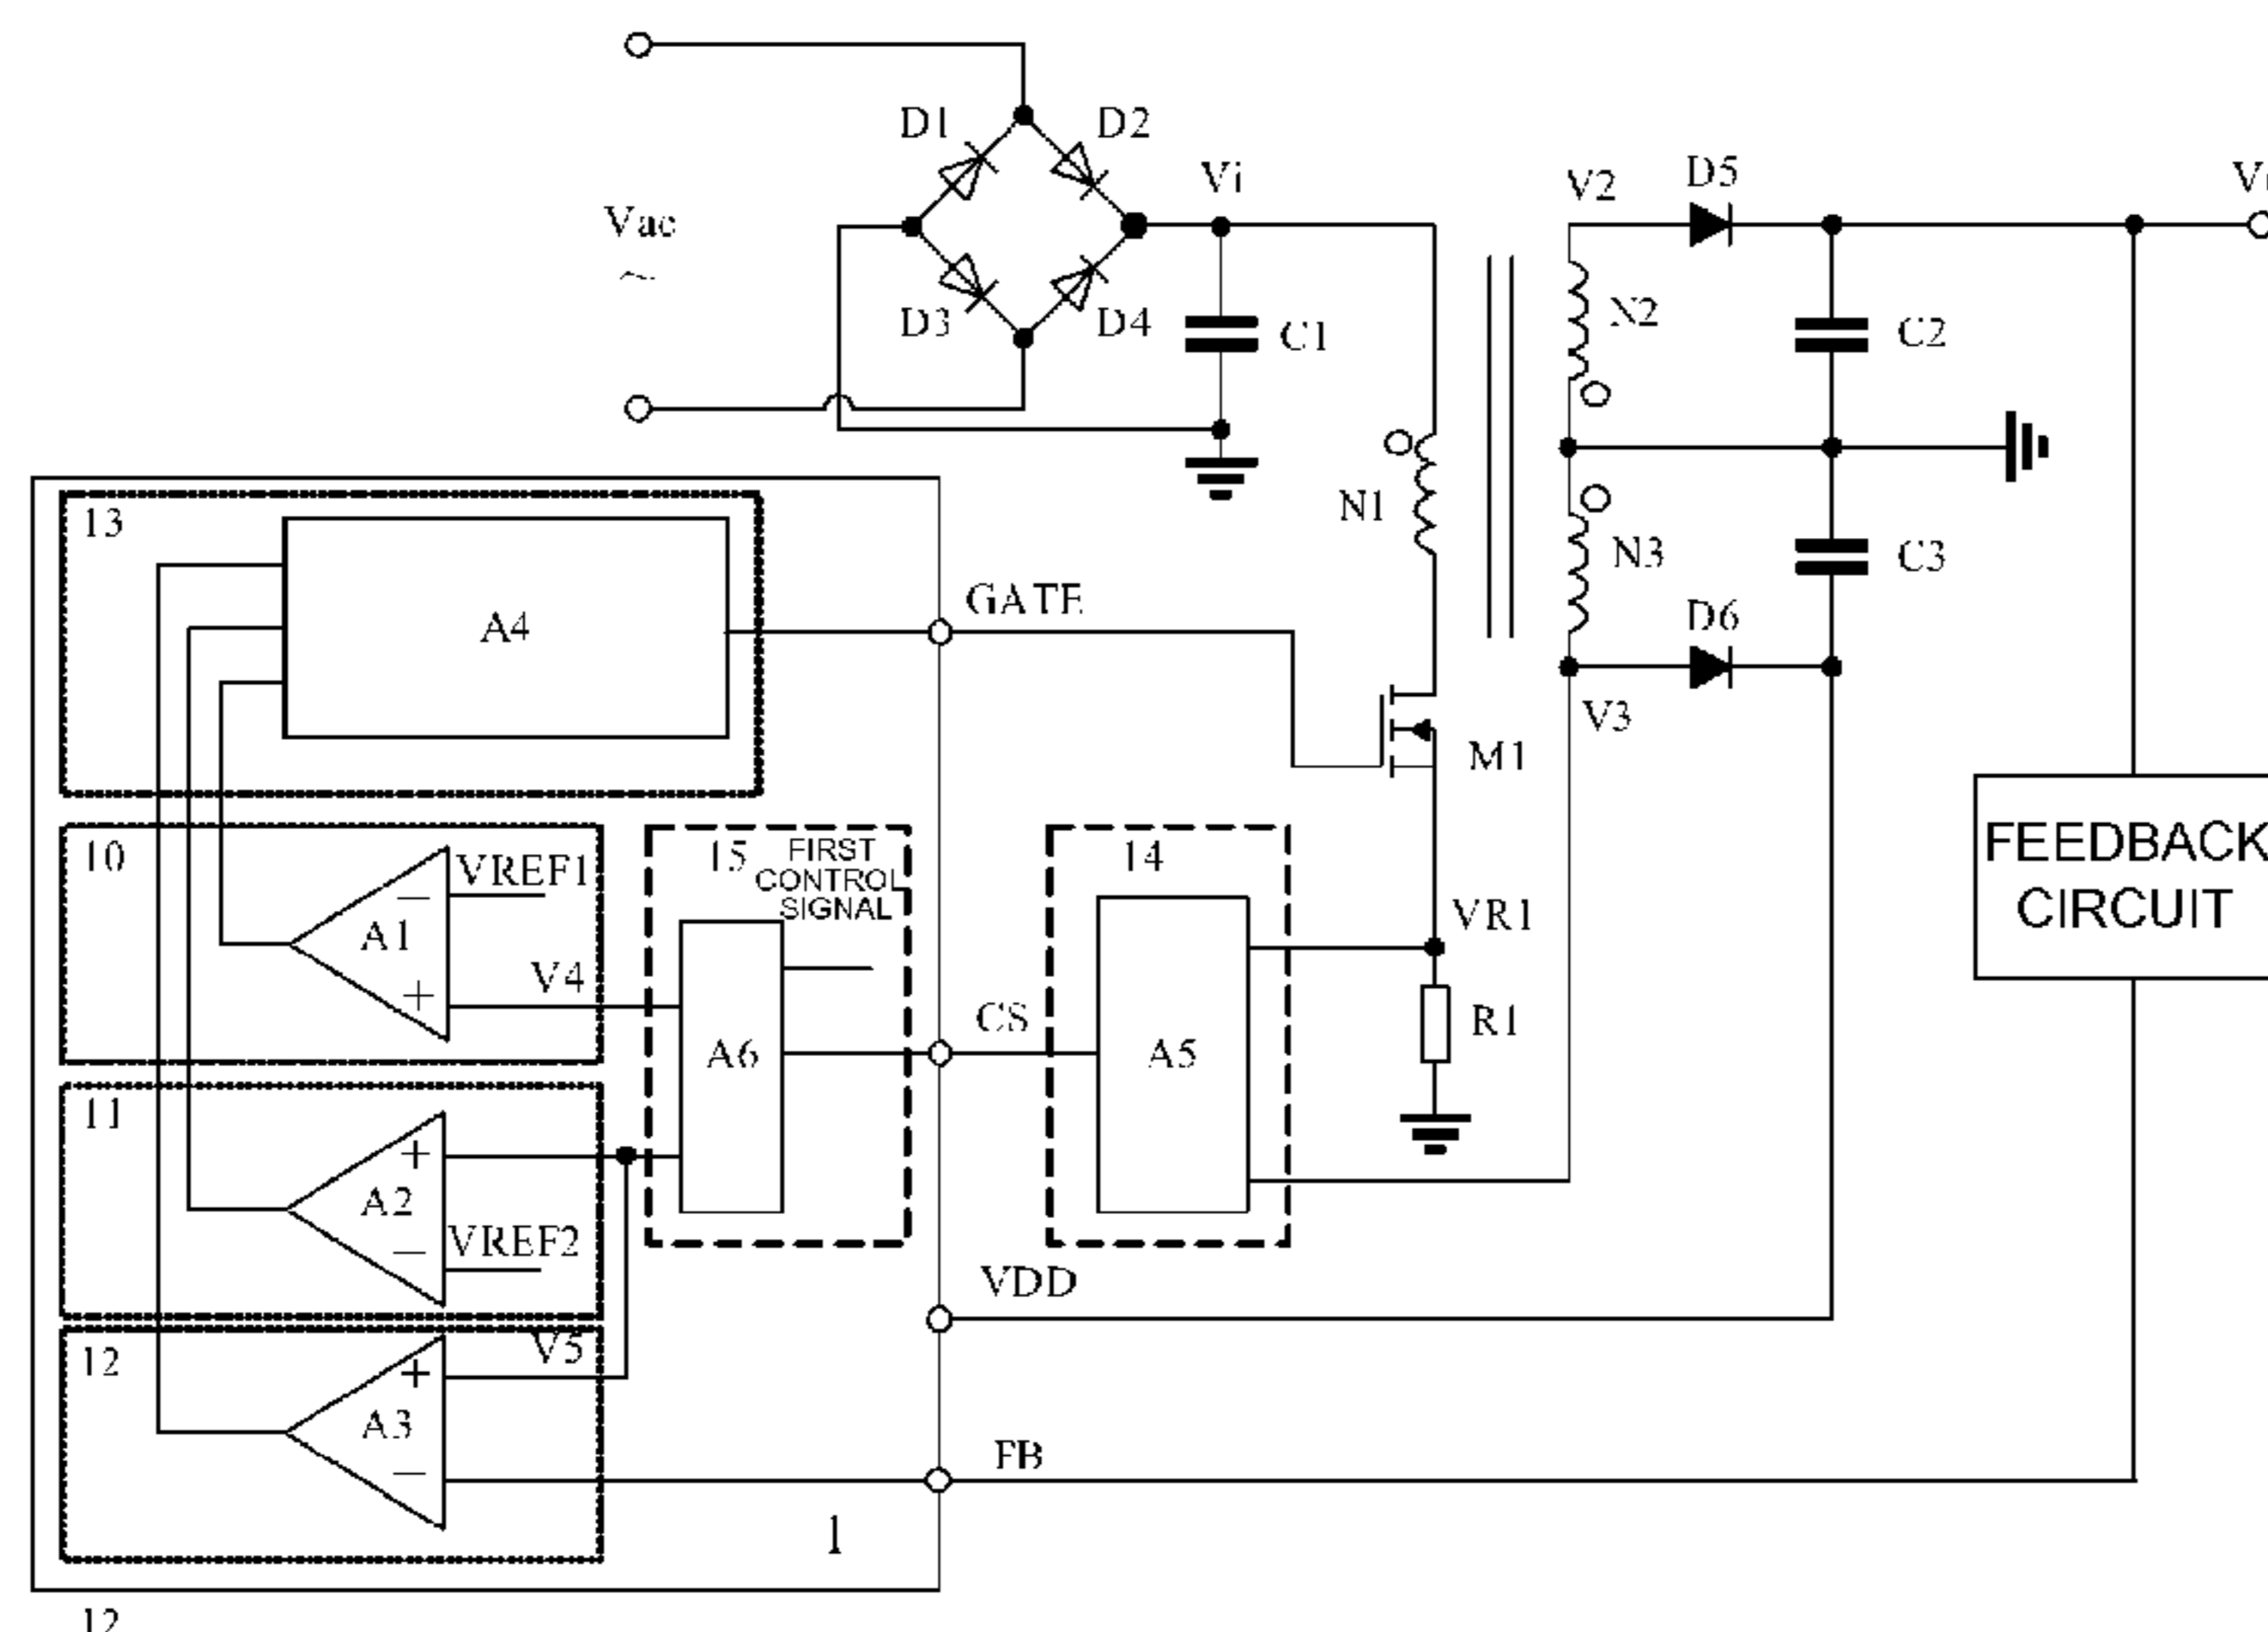 D1
D2
Vi
V2
D5
Vac
~
N2
D3
D4
C1
C2
N1
13
N3
C3
GATE
D6
A4
V3
M1
10
VREF1
15
FIRST
CONTROL
SIGNAL
14
FEEDBACK
CIRCUIT
A1
V4
VR1
CS
R1
A6
A5
11
A2
VREF2
VDD
V5
12
A3
FB
1
12